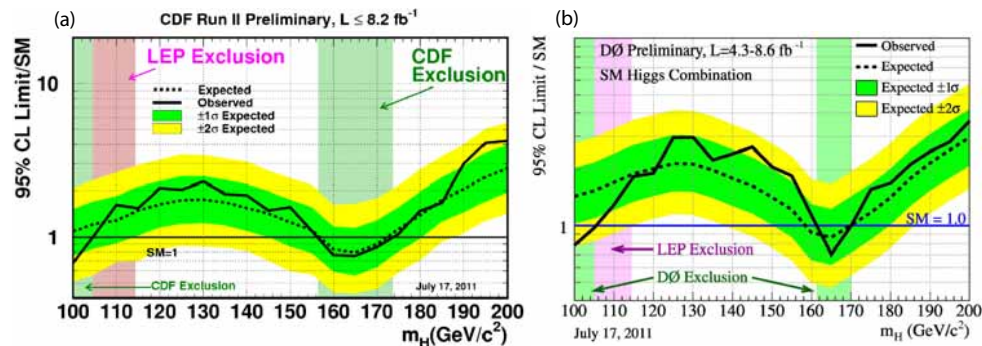 (a)
CDF Run II Preliminary, L ≤ 8.2 fb⁻¹
LEP Exclusion
CDF
Exclusion
Expected
Observed
±1σ Expected
±2σ Expected
95% CL Limit/SM
10
1
SM=1
CDF Exclusion
July 17, 2011
100 110 120 130 140 150 160 170 180 190 200
m_H(GeV/c²)
(b)
DØ Preliminary, L=4.3-8.6 fb⁻¹
SM Higgs Combination
Observed
Expected
Expected ±1σ
Expected ±2σ
95% CL Limit / SM
1
SM = 1.0
LEP Exclusion
DØ Exclusion
100 110 120 130 140 150 160 170 180 190 200
July 17, 2011
m_H (GeV/c²)